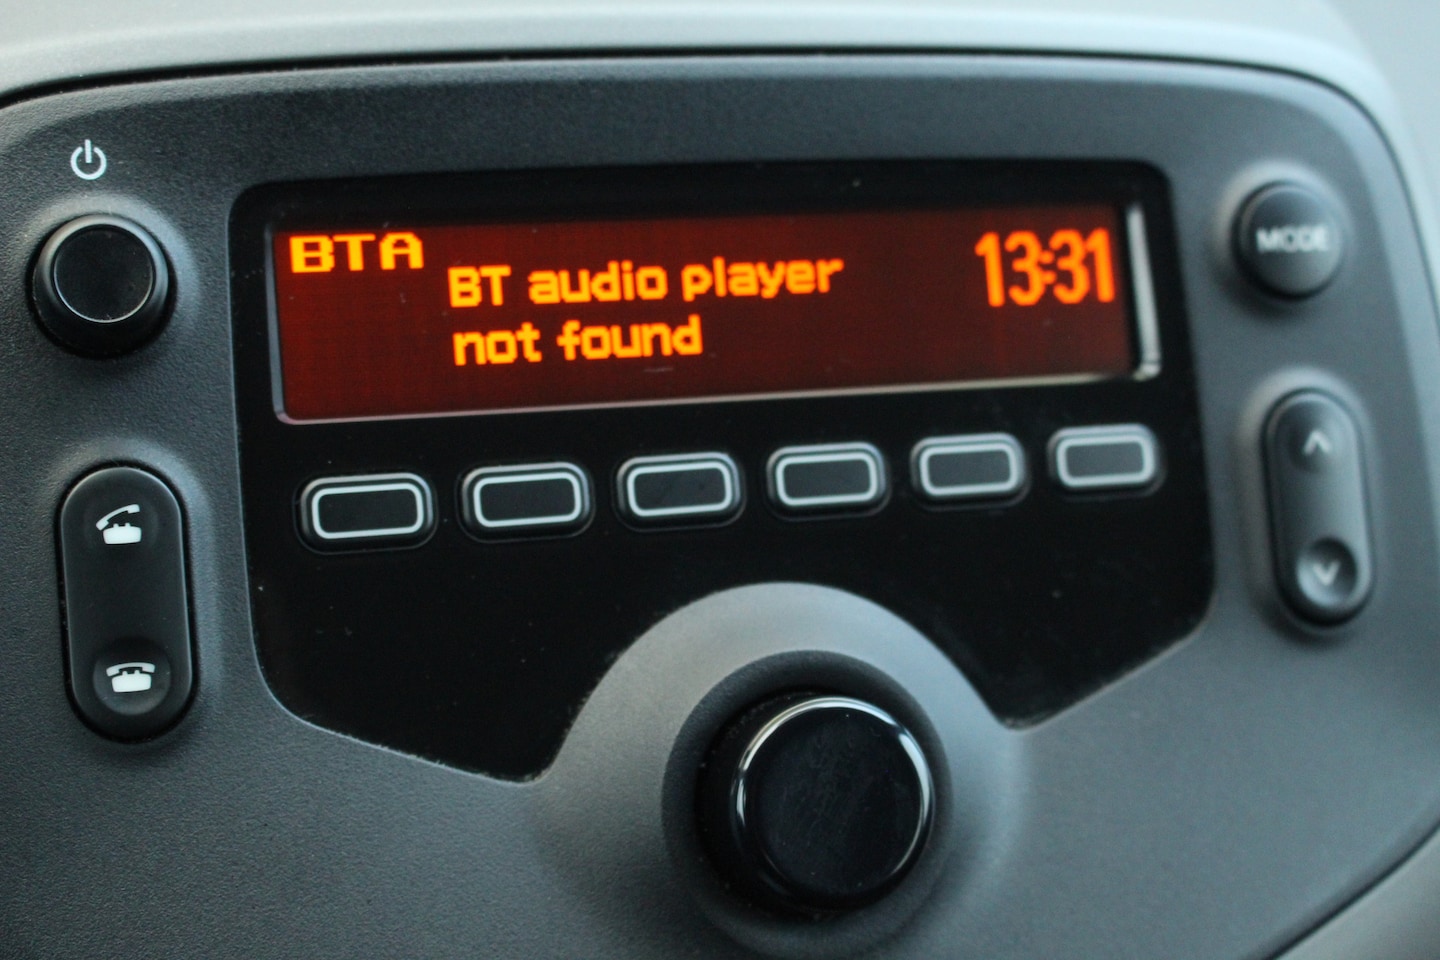 BTA
BT audio player
not found
13:31
MODE